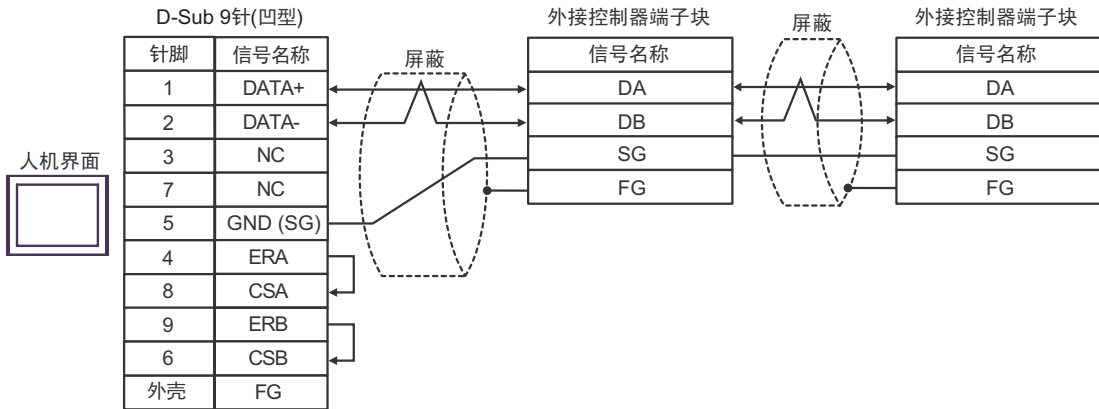 D-Sub 9针(凹型)
外接控制器端子块
屏蔽
外接控制器端子块
针脚 信号名称
屏蔽
信号名称
信号名称
1 DATA+
DA
DA
2 DATA-
DB
DB
3 NC
SG
SG
人机界面
7 NC
FG
FG
5 GND (SG)
4 ERA
8 CSA
9 ERB
6 CSB
外壳 FG